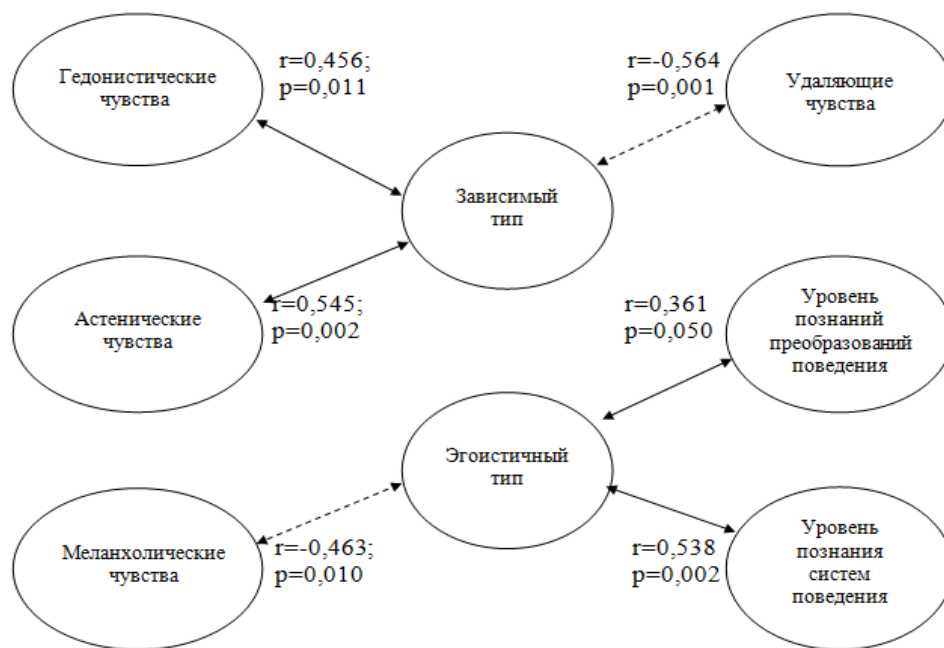 Гедонистические
чувства
r=0,456;
p=0,011
r=-0,564
p=0,001
Удаляющие
чувства
Зависимый
тип
Астенические
чувства
r=0,545;
p=0,002
r=0,361
p=0,050
Уровень
познаний
преобразований
поведения
Эгоистичный
тип
Меланхолические
чувства
r=-0,463;
p=0,010
r=0,538
p=0,002
Уровень
познания
систем
поведения